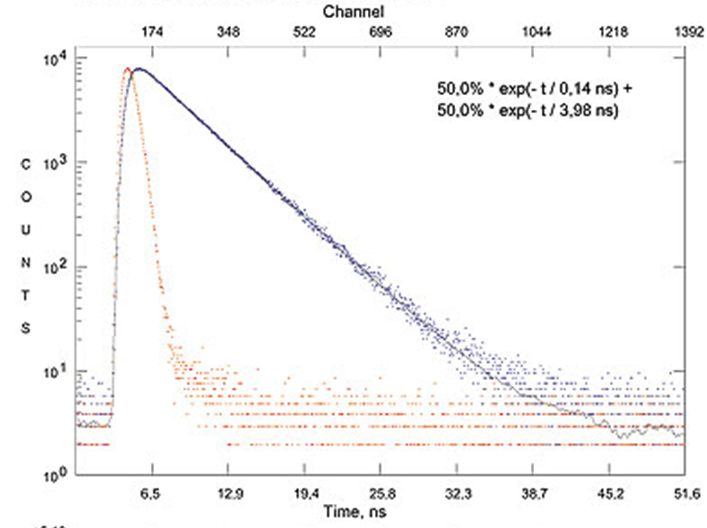 Channel
174 348 522 696 870 1044 1218 1392
10⁴
50,0% * exp(- t / 0,14 ns) +
50,0% * exp(- t / 3,98 ns)
10³
COUNTS
10²
10¹
10⁰
6,5 12,9 19,4 25,8 32,3 38,7 45,2 51,6
Time, ns